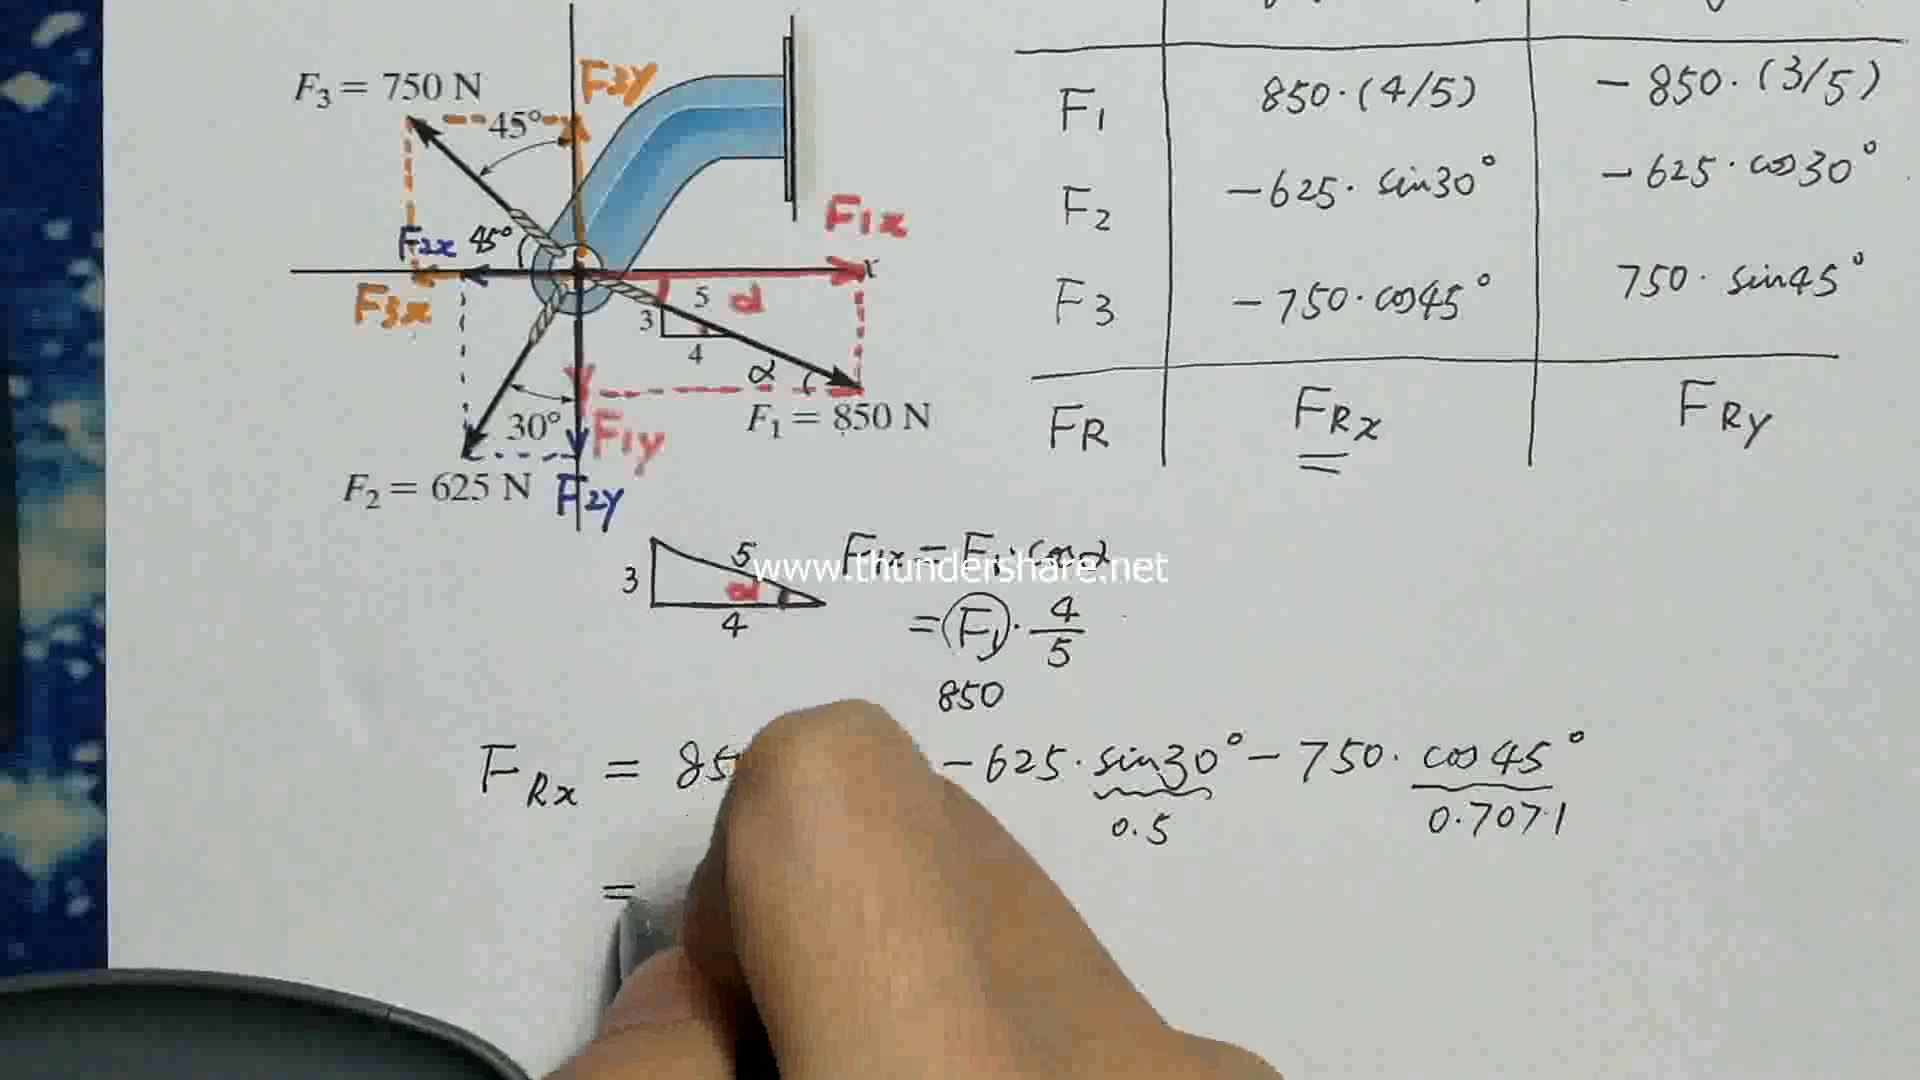 F3 = 750 N
F3y
45°
F1x
F2x 45°
x
F3x
5 α
3
4
α
30°
F1y
F1 = 850 N
F2 = 625 N
F2y
F1 850·(4/5) -850·(3/5)
F2 -625·sin30° -625·cos30°
F3 -750·cos45° 750·sin45°
FR FRx FRy
3 5 α 4
F1x = F1·cosα
= F1·4/5
850
www.thundershare.net
FRx = 85 -625·sin30° -750·cos45°
0.5 0.7071
=